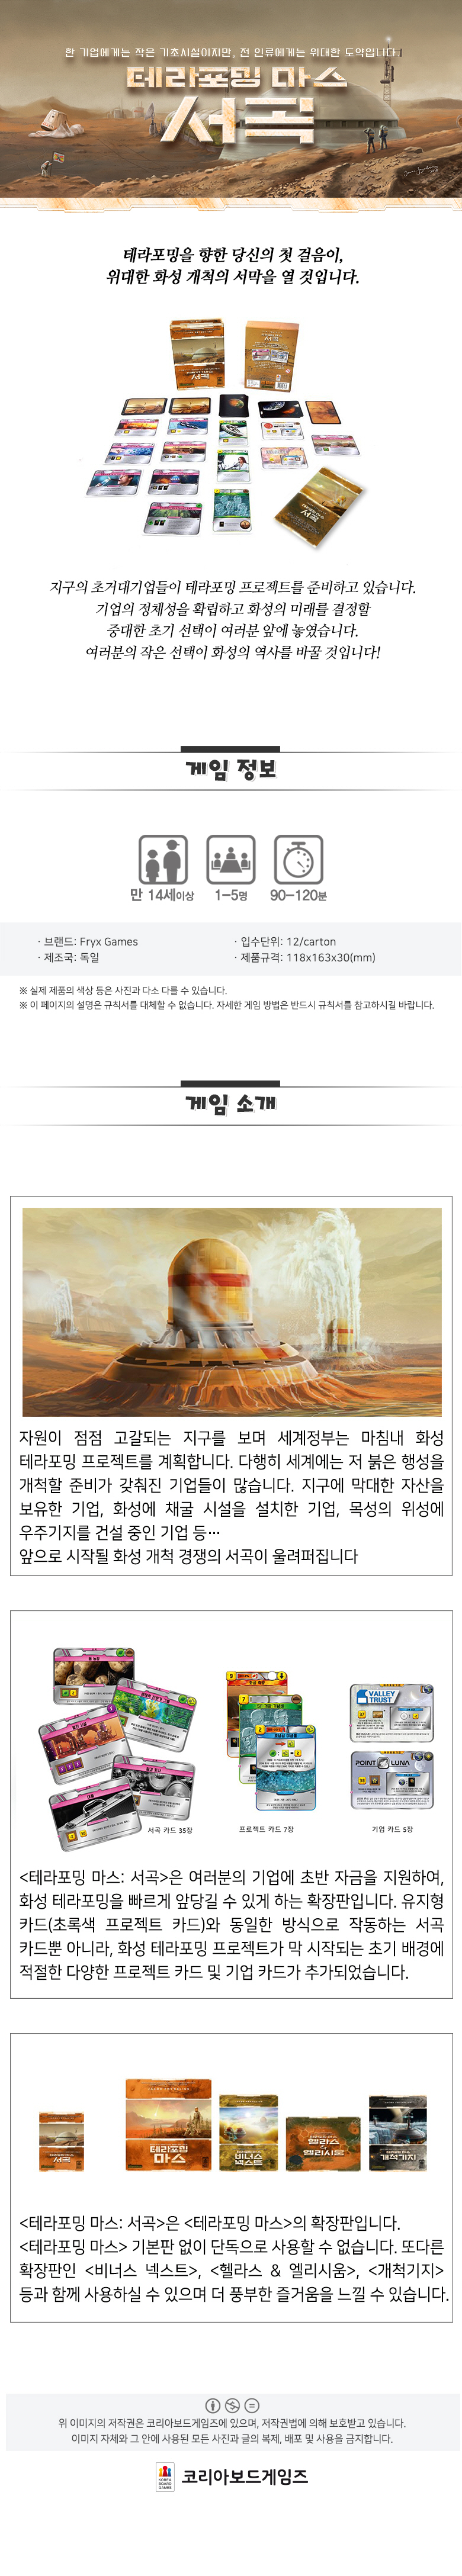 한 기업에게는 작은 기초시설이지만, 전 인류에게는 위대한 도약입니다
테라포밍 마스
서곡
테라포밍을 향한 당신의 첫 걸음이,
위대한 화성 개척의 서막을 열 것입니다.
서곡
서곡
서곡
지구의 초거대기업들이 테라포밍 프로젝트를 준비하고 있습니다.
기업의 정체성을 확립하고 화성의 미래를 결정할
중대한 초기 선택이 여러분 앞에 놓였습니다.
여러분의 작은 선택이 화성의 역사를 바꿀 것입니다!
게임 정보
만 14세이상 1-5명 90-120분
· 브랜드: Fryx Games · 입수단위: 12/carton
· 제조국: 독일 · 제품규격: 118x163x30(mm)
※ 실제 제품의 색상 등은 사진과 다소 다를 수 있습니다.
※ 이 페이지의 설명은 규칙서를 대체할 수 없습니다. 자세한 게임 방법은 반드시 규칙서를 참고하시길 바랍니다.
게임 소개
자원이 점점 고갈되는 지구를 보며 세계정부는 마침내 화성
테라포밍 프로젝트를 계획합니다. 다행히 세계에는 저 붉은 행성을
개척할 준비가 갖춰진 기업들이 많습니다. 지구에 막대한 자산을
보유한 기업, 화성에 채굴 시설을 설치한 기업, 목성의 위성에
우주기지를 건설 중인 기업 등…
앞으로 시작될 화성 개척 경쟁의 서곡이 울려퍼집니다
9
7
2
VALLEY
TRUST
37
POINT LUNA
38
서곡 카드 35장 프로젝트 카드 7장 기업 카드 5장
<테라포밍 마스: 서곡>은 여러분의 기업에 초반 자금을 지원하여,
화성 테라포밍을 빠르게 앞당길 수 있게 하는 확장판입니다. 유지형
카드(초록색 프로젝트 카드)와 동일한 방식으로 작동하는 서곡
카드뿐 아니라, 화성 테라포밍 프로젝트가 막 시작되는 초기 배경에
적절한 다양한 프로젝트 카드 및 기업 카드가 추가되었습니다.
서곡
테라포밍
마스
비너스
넥스트
헬라스
&
엘리시움
개척기지
<테라포밍 마스: 서곡>은 <테라포밍 마스>의 확장판입니다.
<테라포밍 마스> 기본판 없이 단독으로 사용할 수 없습니다. 또다른
확장판인 <비너스 넥스트>, <헬라스 & 엘리시움>, <개척기지>
등과 함께 사용하실 수 있으며 더 풍부한 즐거움을 느낄 수 있습니다.
위 이미지의 저작권은 코리아보드게임즈에 있으며, 저작권법에 의해 보호받고 있습니다.
이미지 자체와 그 안에 사용된 모든 사진과 글의 복제, 배포 및 사용을 금지합니다.
KOREA
BOARD
GAMES
코리아보드게임즈